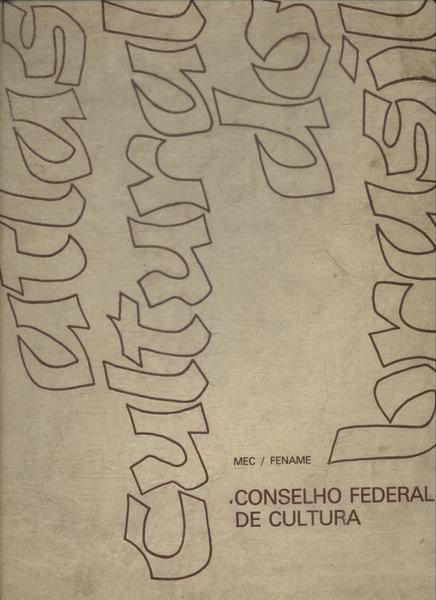 atlas
cultural
do
brasil
MEC / FENAME
CONSELHO FEDERAL
DE CULTURA